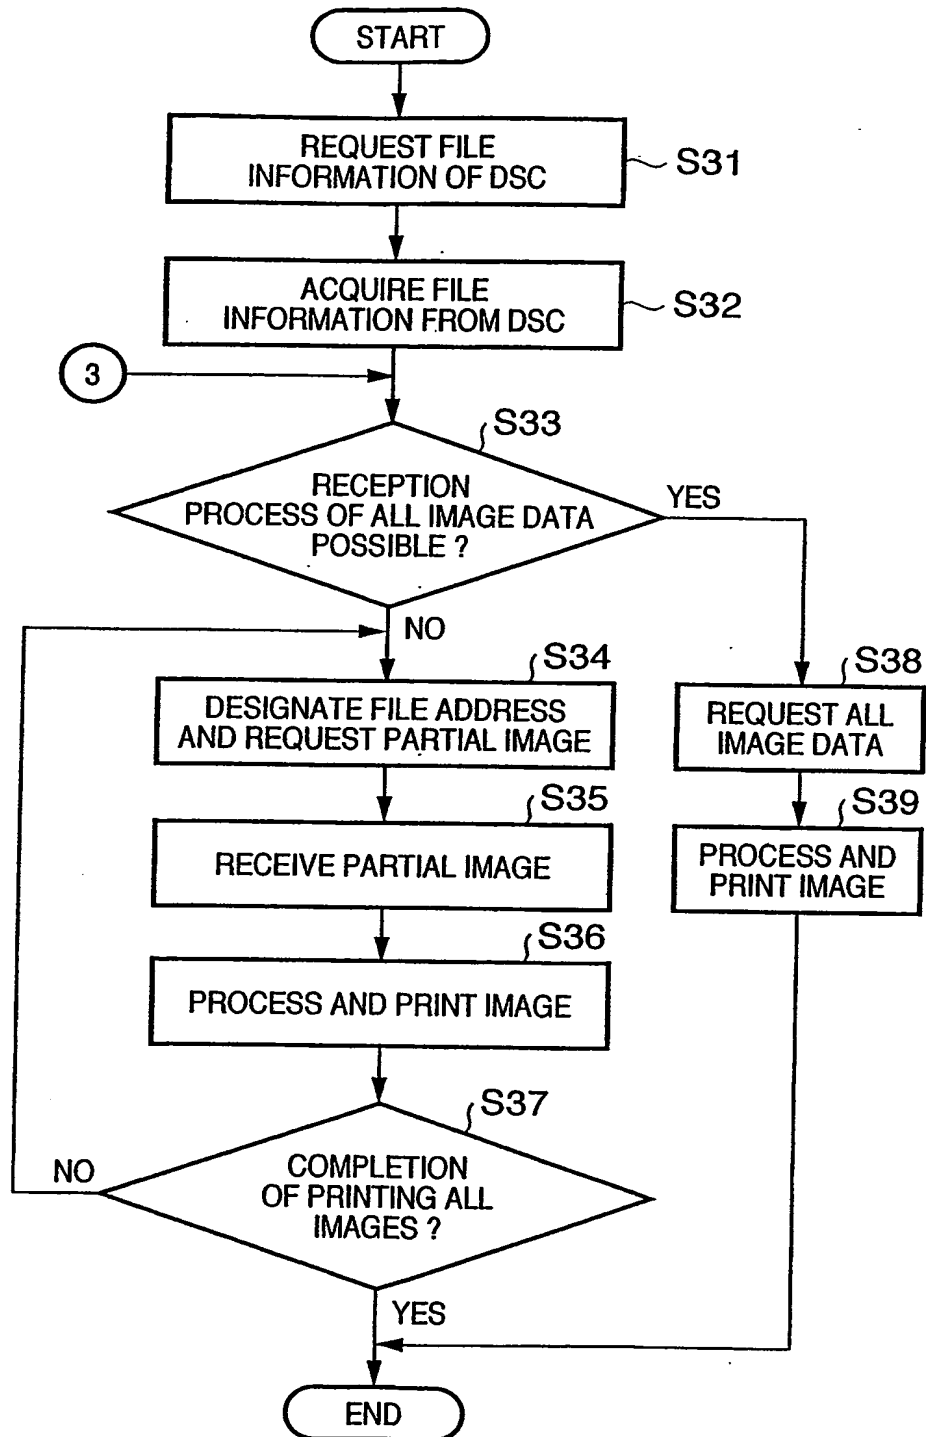 START
REQUEST FILE
INFORMATION OF DSC
S31
ACQUIRE FILE
INFORMATION FROM DSC
S32
3
S33
RECEPTION
PROCESS OF ALL IMAGE DATA
POSSIBLE ?
YES
NO
S34
DESIGNATE FILE ADDRESS
AND REQUEST PARTIAL IMAGE
S38
REQUEST ALL
IMAGE DATA
S35
RECEIVE PARTIAL IMAGE
S39
PROCESS AND
PRINT IMAGE
S36
PROCESS AND PRINT IMAGE
S37
COMPLETION
OF PRINTING ALL
IMAGES ?
NO
YES
END